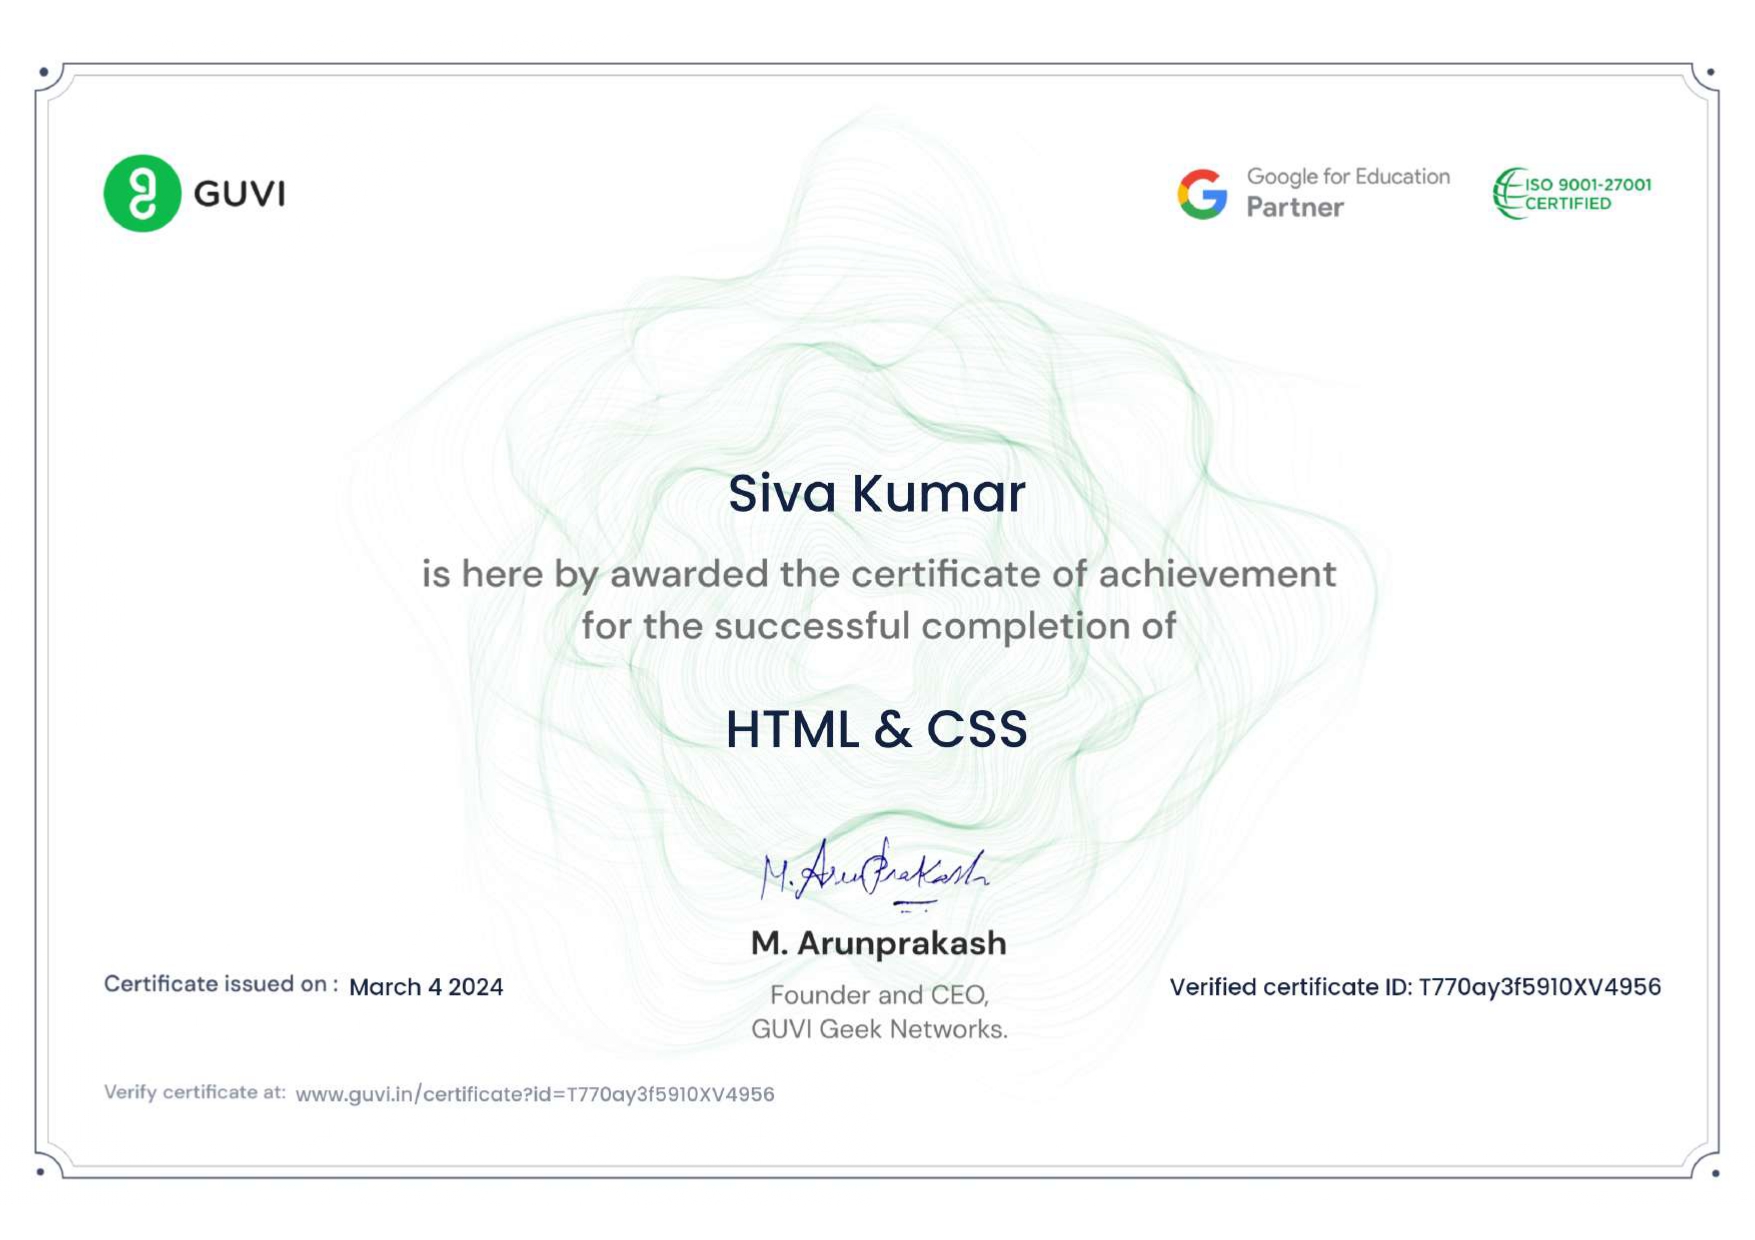 GUVI
Google for Education
Partner
ISO 9001-27001
CERTIFIED
Siva Kumar
is here by awarded the certificate of achievement
for the successful completion of
HTML & CSS
M. Arunprakash
M. Arunprakash
Founder and CEO,
GUVI Geek Networks.
Certificate issued on : March 4 2024
Verified certificate ID: T770ay3f5910XV4956
Verify certificate at: www.guvi.in/certificate?id=T770ay3f5910XV4956